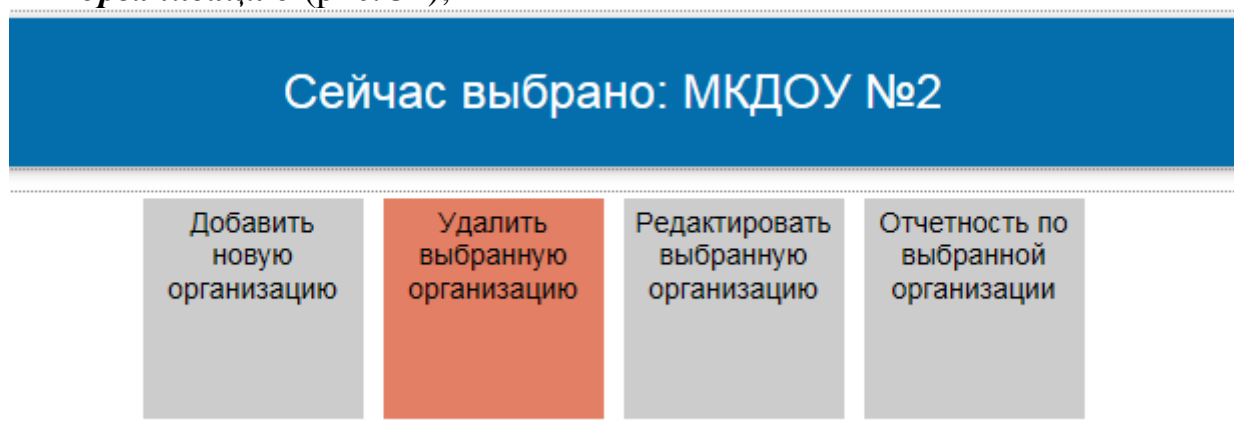 Сейчас выбрано: МКДОУ №2
Добавить
новую
организацию
Удалить
выбранную
организацию
Редактировать
выбранную
организацию
Отчетность по
выбранной
организации